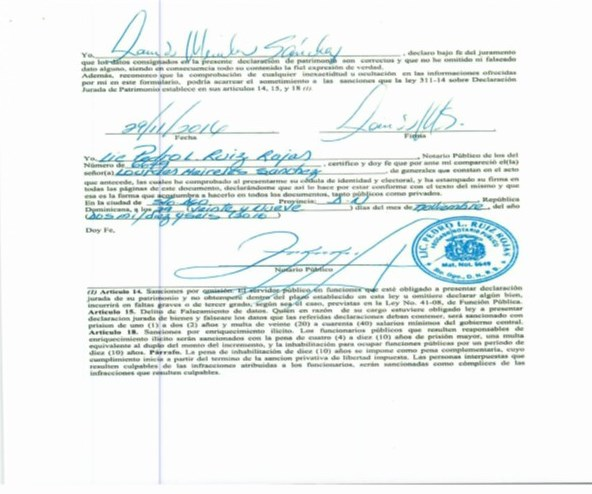 Yo, Sánchez, declaro bajo fe del juramento
que los datos consignados en la presente declaración de patrimonio son correctos y que no he omitido ni falseado
dato alguno, siendo en consecuencia todo su contenido la fiel expresión de verdad.
Además, reconozco que la comprobación de cualquier inexactitud u ocultación en las informaciones ofrecidas
por mí en este formulario, podría acarrear el sometimiento a las sanciones que la ley 311-14 sobre Declaración
Jurada de Patrimonio establece en sus artículos 14, 15, y 18 (1)
29/11/2016
Fecha Firma
Yo, Lic Pedro L. Ruiz Rojas, Notario Público de los del
Número de, certifico y doy fe que por ante mi compareció el(la)
señor(a) Sánchez de generales que constan en el acto
que antecede, las cuales he comprobado al presentarme su cédula de identidad y electoral, y ha estampado su firma en
todas las páginas de este documento, declarándome que así lo hace por estar conforme con el texto del mismo y que
esa es la forma que acostumbra a hacerlo en todos los documentos, tanto públicos como privados.
En la ciudad de Sto Dgo Provincia: D.N. República
Dominicana, a los 29 Veinte y Nueve) días del mes de noviembre, del año
dos mil diez y seis (2016)
Doy Fe,
LIC. PEDRO L. RUIZ ROJAS
Notario Público
(1) Artículo 14. Sanciones por omisión. El servidor público en funciones que esté obligado a presentar declaración
jurada de su patrimonio y no obtempere dentro del plazo establecido en esta ley u omitiere declarar algún bien,
incurrirá en faltas graves o de tercer grado, según sea el caso, previstas en la Ley No. 41-08, de Función Pública.
Artículo 15. Delito de Falseamiento de datos. Quien en razón de su cargo estuviere obligado ley a presentar
declaración jurada de bienes y falsee los datos que las referidas declaraciones deban contener, será sancionado con
prision de uno (1) a dos (2) años y multa de veinte (20) a cuarenta (40) salarios mínimos del gobierno central.
Artículo 18. Sanciones por enriquecimiento ilícito. Los funcionarios públicos que resulten responsables de
enriquecimiento ilícito serán sancionados con la pena de cuatro (4) a diez (10) años de prisión mayor, una multa
equivalente al duplo del monto del incremento, y la inhabilitación para ocupar funciones públicas por un período de
diez (10) años. Párrafo. La pena de inhabilitación de diez (10) años se impone como pena complementaria, cuyo
cumplimiento inicia a partir del termino de la sancion privativa de libertad impuesta. Las personas interpuestas que
resulten culpables de las infracciones atribuidas a los funcionarios, serán sancionadas como cómplices de las
infracciones que resulten culpables.